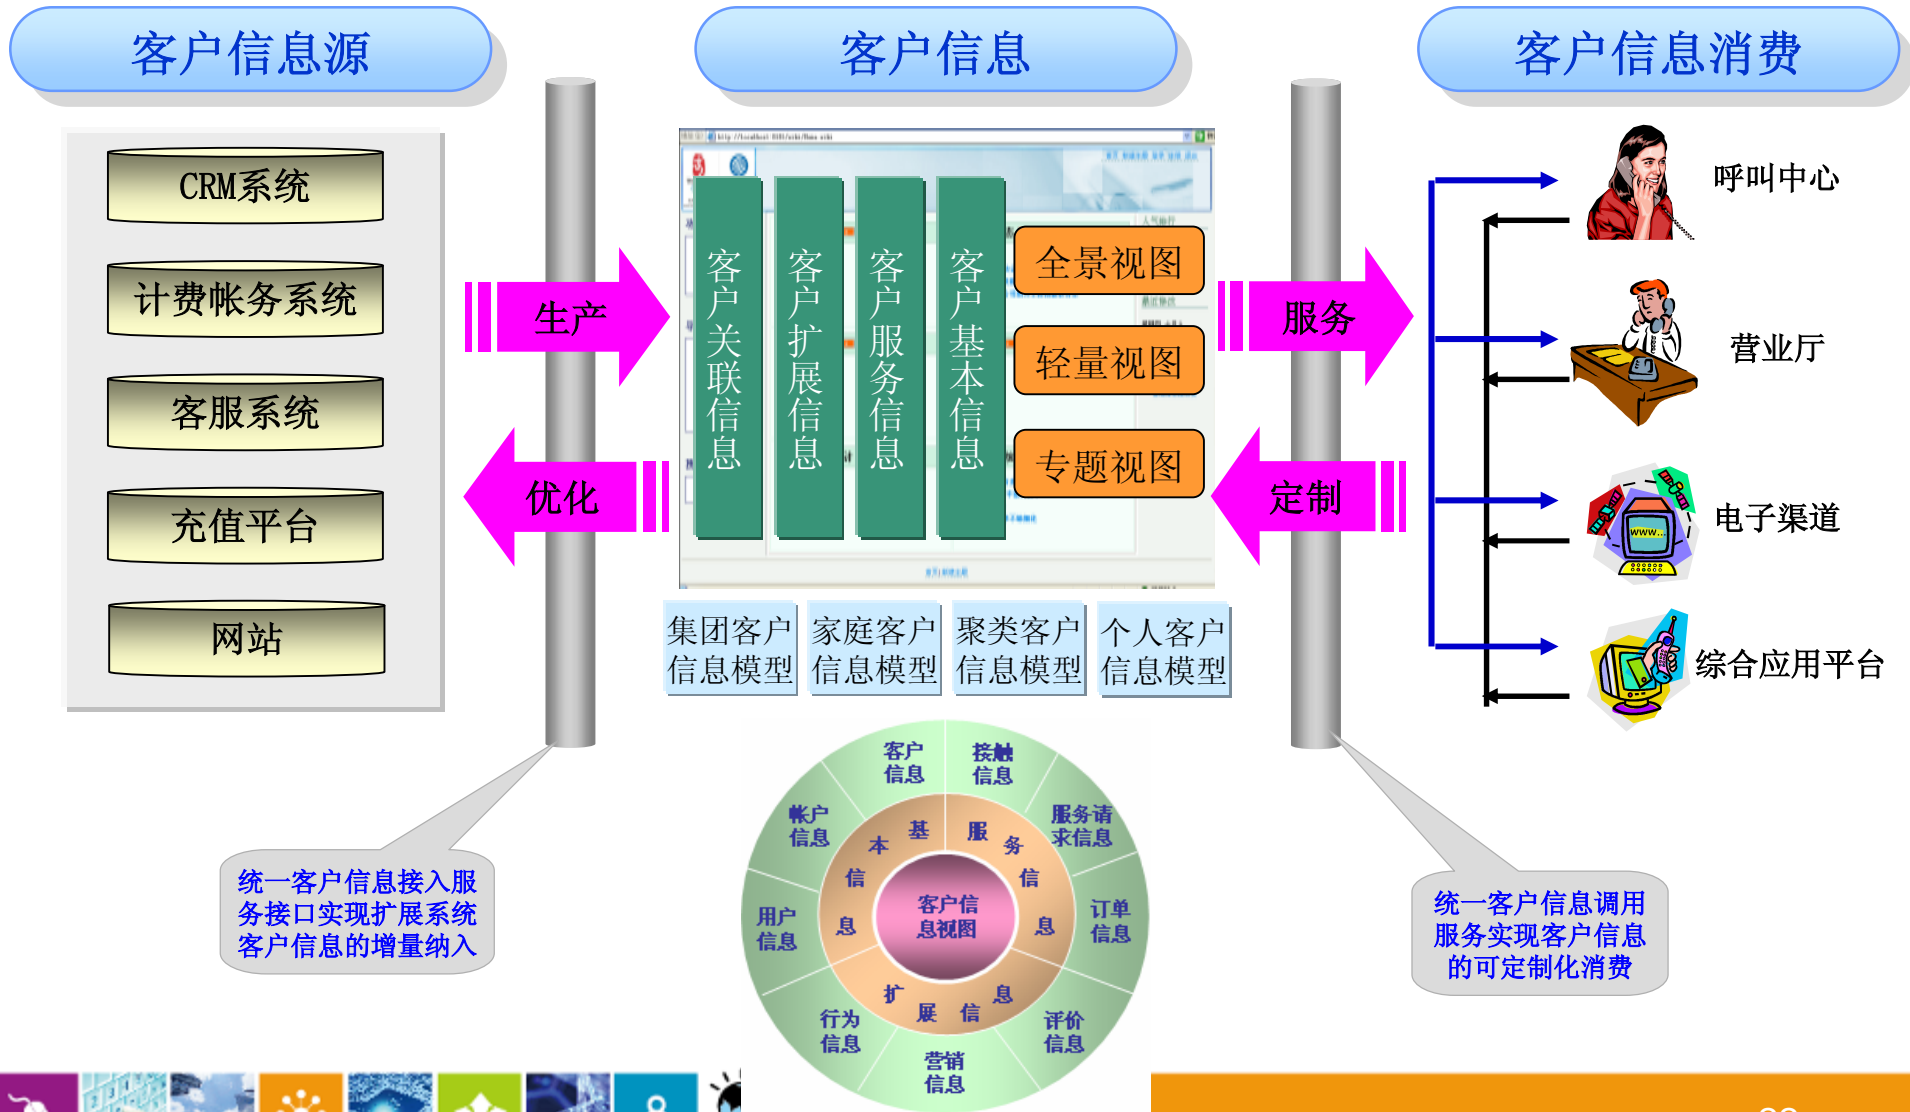 客户信息源
客户信息
客户信息消费
CRM系统
计费帐务系统
客服系统
充值平台
网站
生产
优化
http://localhost:8080/wiki/Home.wiki
客户关联信息
客户扩展信息
客户服务信息
客户基本信息
全景视图
轻量视图
专题视图
服务
定制
呼叫中心
营业厅
WWW...
电子渠道
综合应用平台
集团客户
信息模型
家庭客户
信息模型
聚类客户
信息模型
个人客户
信息模型
客户
信息
接触
信息
服务请
求信息
订单
信息
评价
信息
营销
信息
行为
信息
用户
信息
帐户
信息
基本信息
服务信息
扩展信息
客户信
息视图
统一客户信息接入服
务接口实现扩展系统
客户信息的增量纳入
统一客户信息调用
服务实现客户信息
的可定制化消费